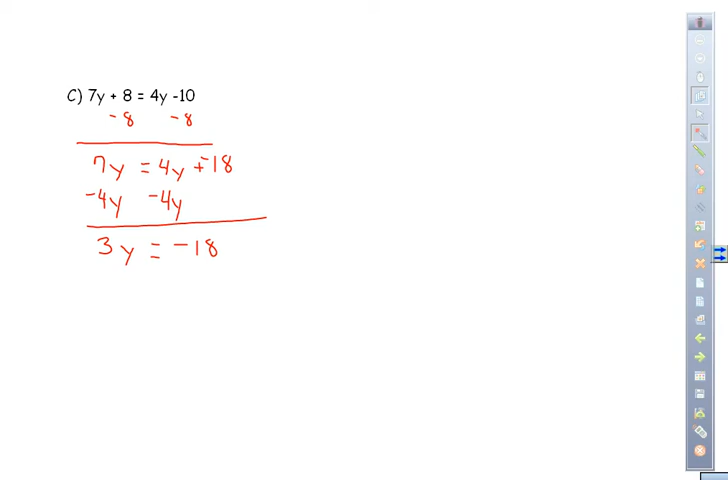 C) 7y + 8 = 4y -10
-8 -8
7y = 4y + -18
-4y -4y
3y = -18